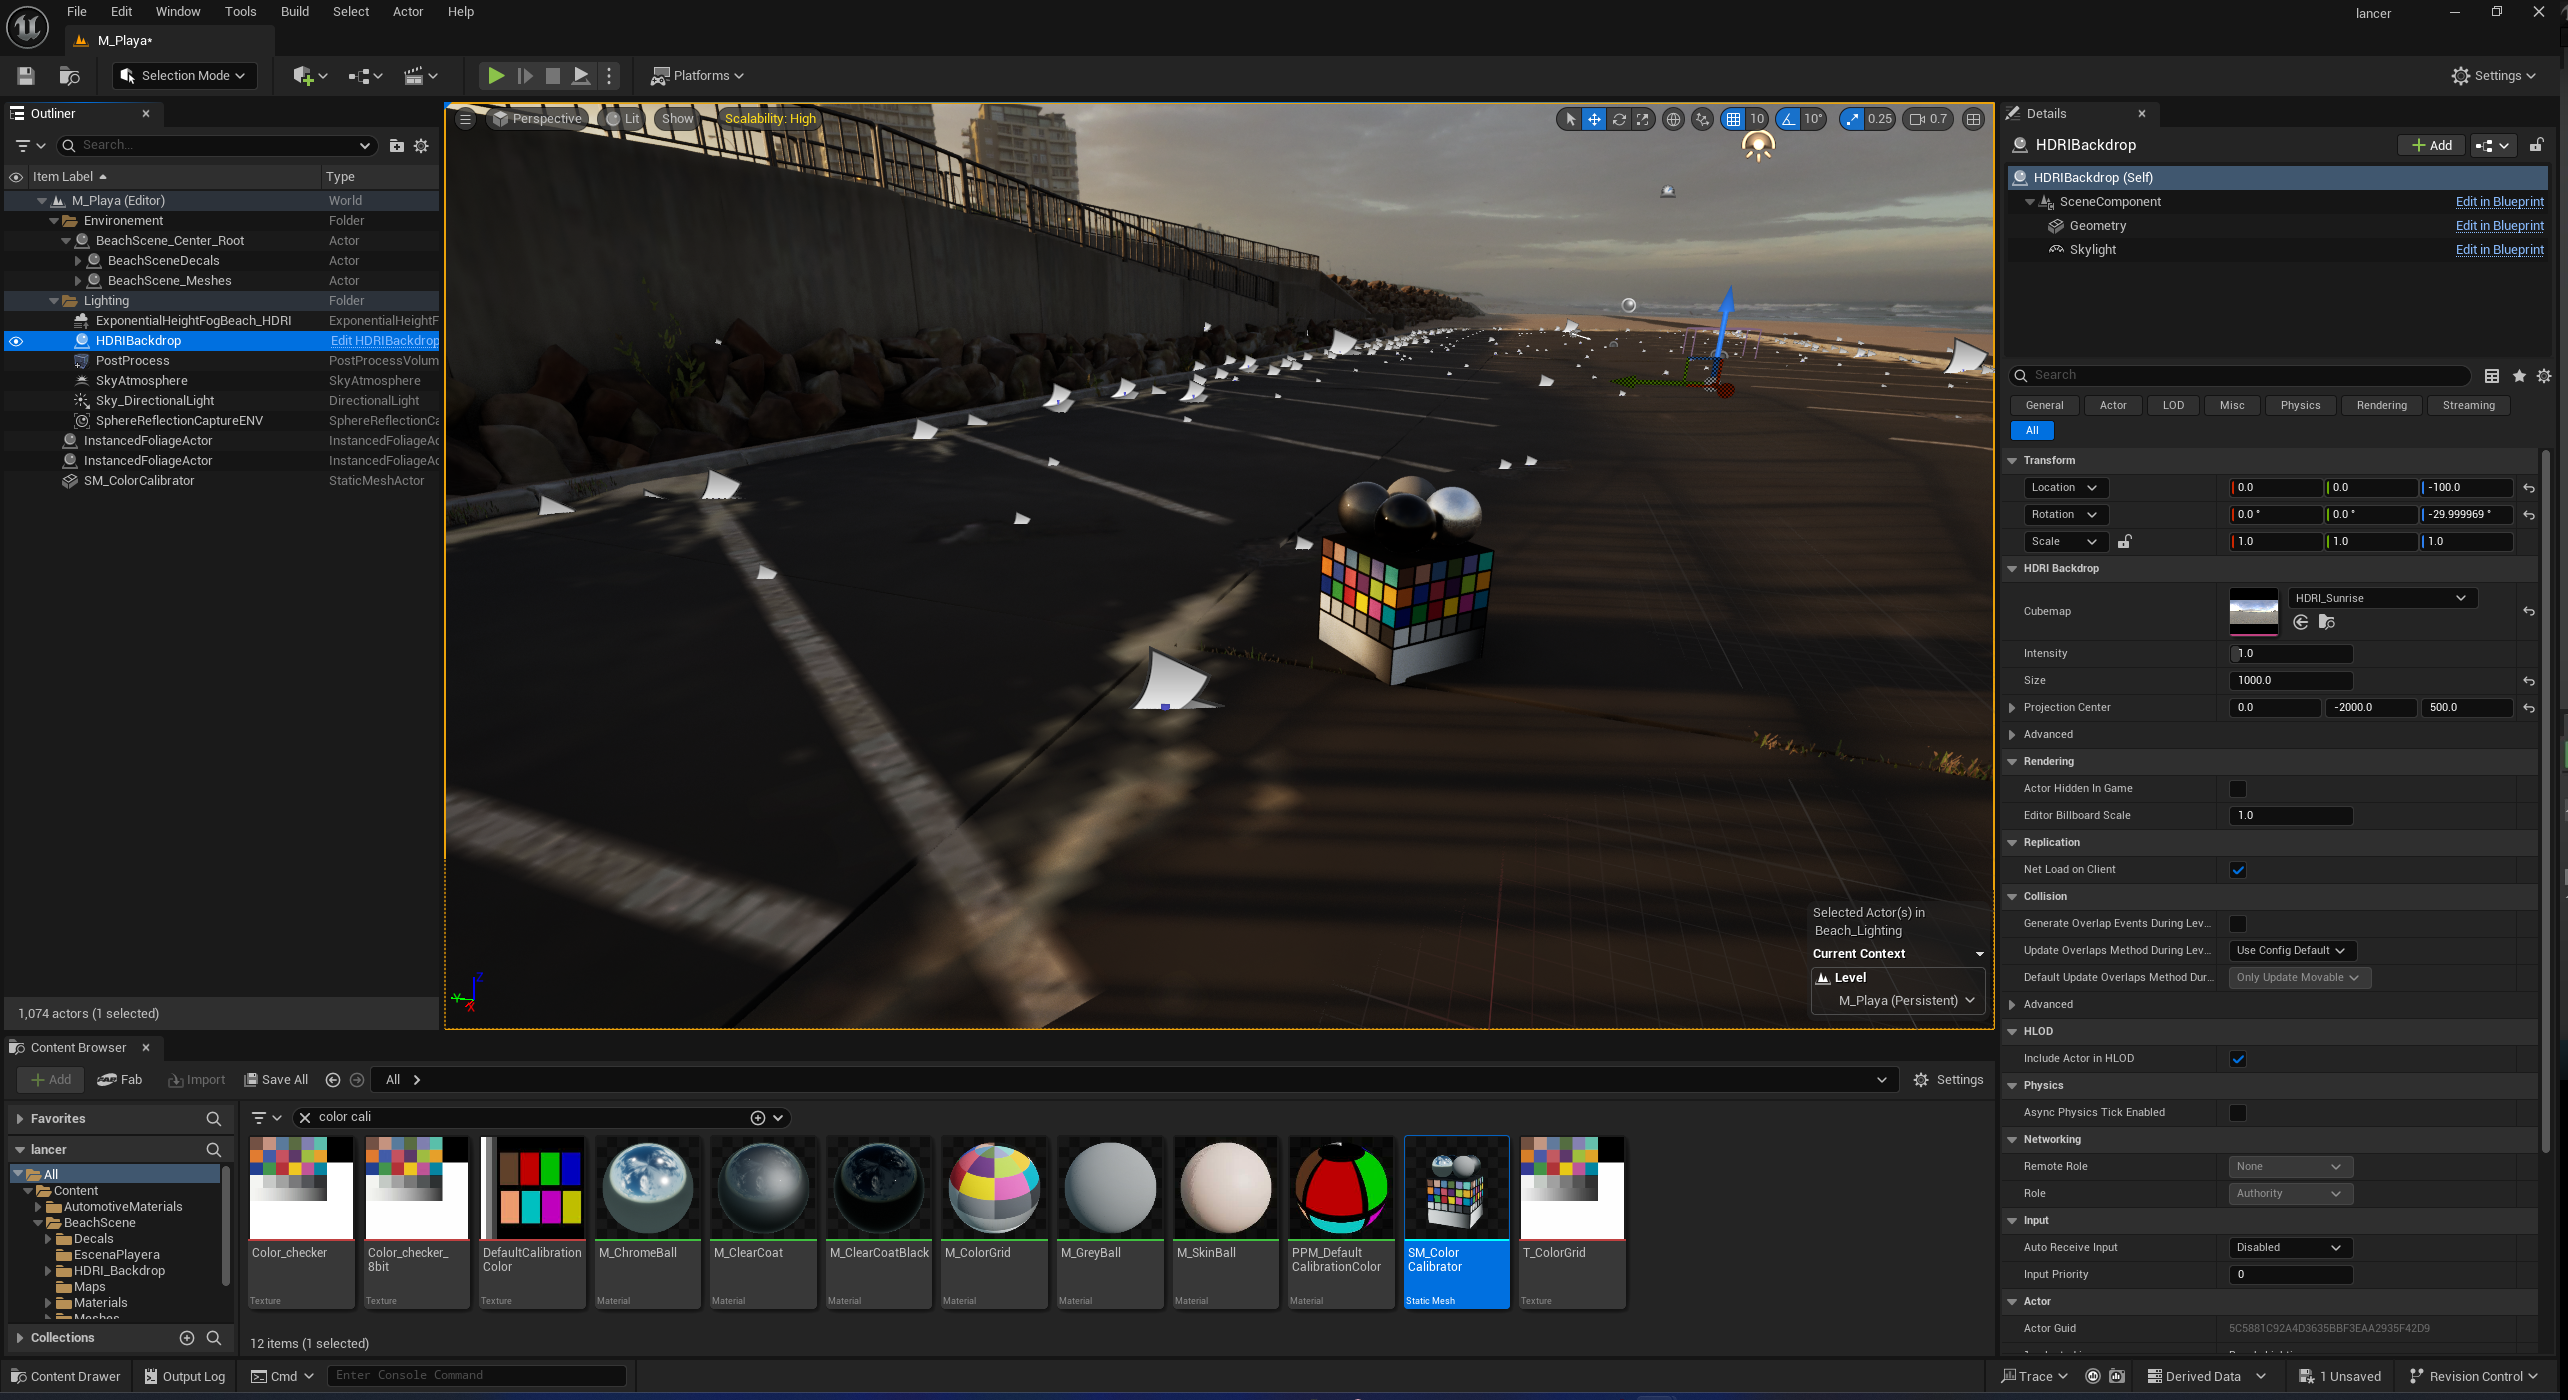 File Edit Window Tools Build Select Actor Help
lancer
M_Playa*
Selection Mode
Platforms
Settings
Outliner
Search...
Item Label
Type
M_Playa (Editor) World
Environement Folder
BeachScene_Center_Root Actor
BeachSceneDecals Actor
BeachScene_Meshes Actor
Lighting Folder
ExponentialHeightFogBeach_HDRI ExponentialHeightF
HDRIBackdrop Edit HDRIBackdrop
PostProcess PostProcessVolum
SkyAtmosphere SkyAtmosphere
Sky_DirectionalLight DirectionalLight
SphereReflectionCaptureENV SphereReflectionCa
InstancedFoliageActor InstancedFoliageAc
InstancedFoliageActor InstancedFoliageAc
SM_ColorCalibrator StaticMeshActor
1,074 actors (1 selected)
Perspective Lit Show Scalability: High
10 10° 0.25 0.7
Selected Actor(s) in
Beach_Lighting
Current Context
Level
M_Playa (Persistent)
Details
HDRIBackdrop
Add
HDRIBackdrop (Self)
SceneComponent Edit in Blueprint
Geometry Edit in Blueprint
Skylight Edit in Blueprint
Search
General Actor LOD Misc Physics Rendering Streaming
All
Transform
Location 0.0 0.0 -100.0
Rotation 0.0 ° 0.0 ° -29.999969 °
Scale 1.0 1.0 1.0
HDRI Backdrop
Cubemap HDRI_Sunrise
Intensity 1.0
Size 1000.0
Projection Center 0.0 -2000.0 500.0
Advanced
Rendering
Actor Hidden In Game
Editor Billboard Scale 1.0
Replication
Net Load on Client
Collision
Generate Overlap Events During Lev...
Update Overlaps Method During Lev... Use Config Default
Default Update Overlaps Method Dur... Only Update Movable
Advanced
HLOD
Include Actor in HLOD
Physics
Async Physics Tick Enabled
Networking
Remote Role None
Role Authority
Input
Auto Receive Input Disabled
Input Priority 0
Actor
Actor Guid 5C5881C92A4D3635BBF3EAA2935F42D9
Content Browser
Add Fab Import Save All All Settings
Favorites
color cali
lancer
All
Content
AutomotiveMaterials
BeachScene
Decals
EscenaPlayera
HDRI_Backdrop
Maps
Materials
Meshes
Collections
Color_checker
Texture
Color_checker_
8bit
Texture
DefaultCalibration
Color
Texture
M_ChromeBall
Material
M_ClearCoat
Material
M_ClearCoatBlack
Material
M_ColorGrid
Material
M_GreyBall
Material
M_SkinBall
Material
PPM_Default
CalibrationColor
Material
SM_Color
Calibrator
Static Mesh
T_ColorGrid
Texture
12 items (1 selected)
Content Drawer Output Log Cmd Enter Console Command
Trace Derived Data 1 Unsaved Revision Control